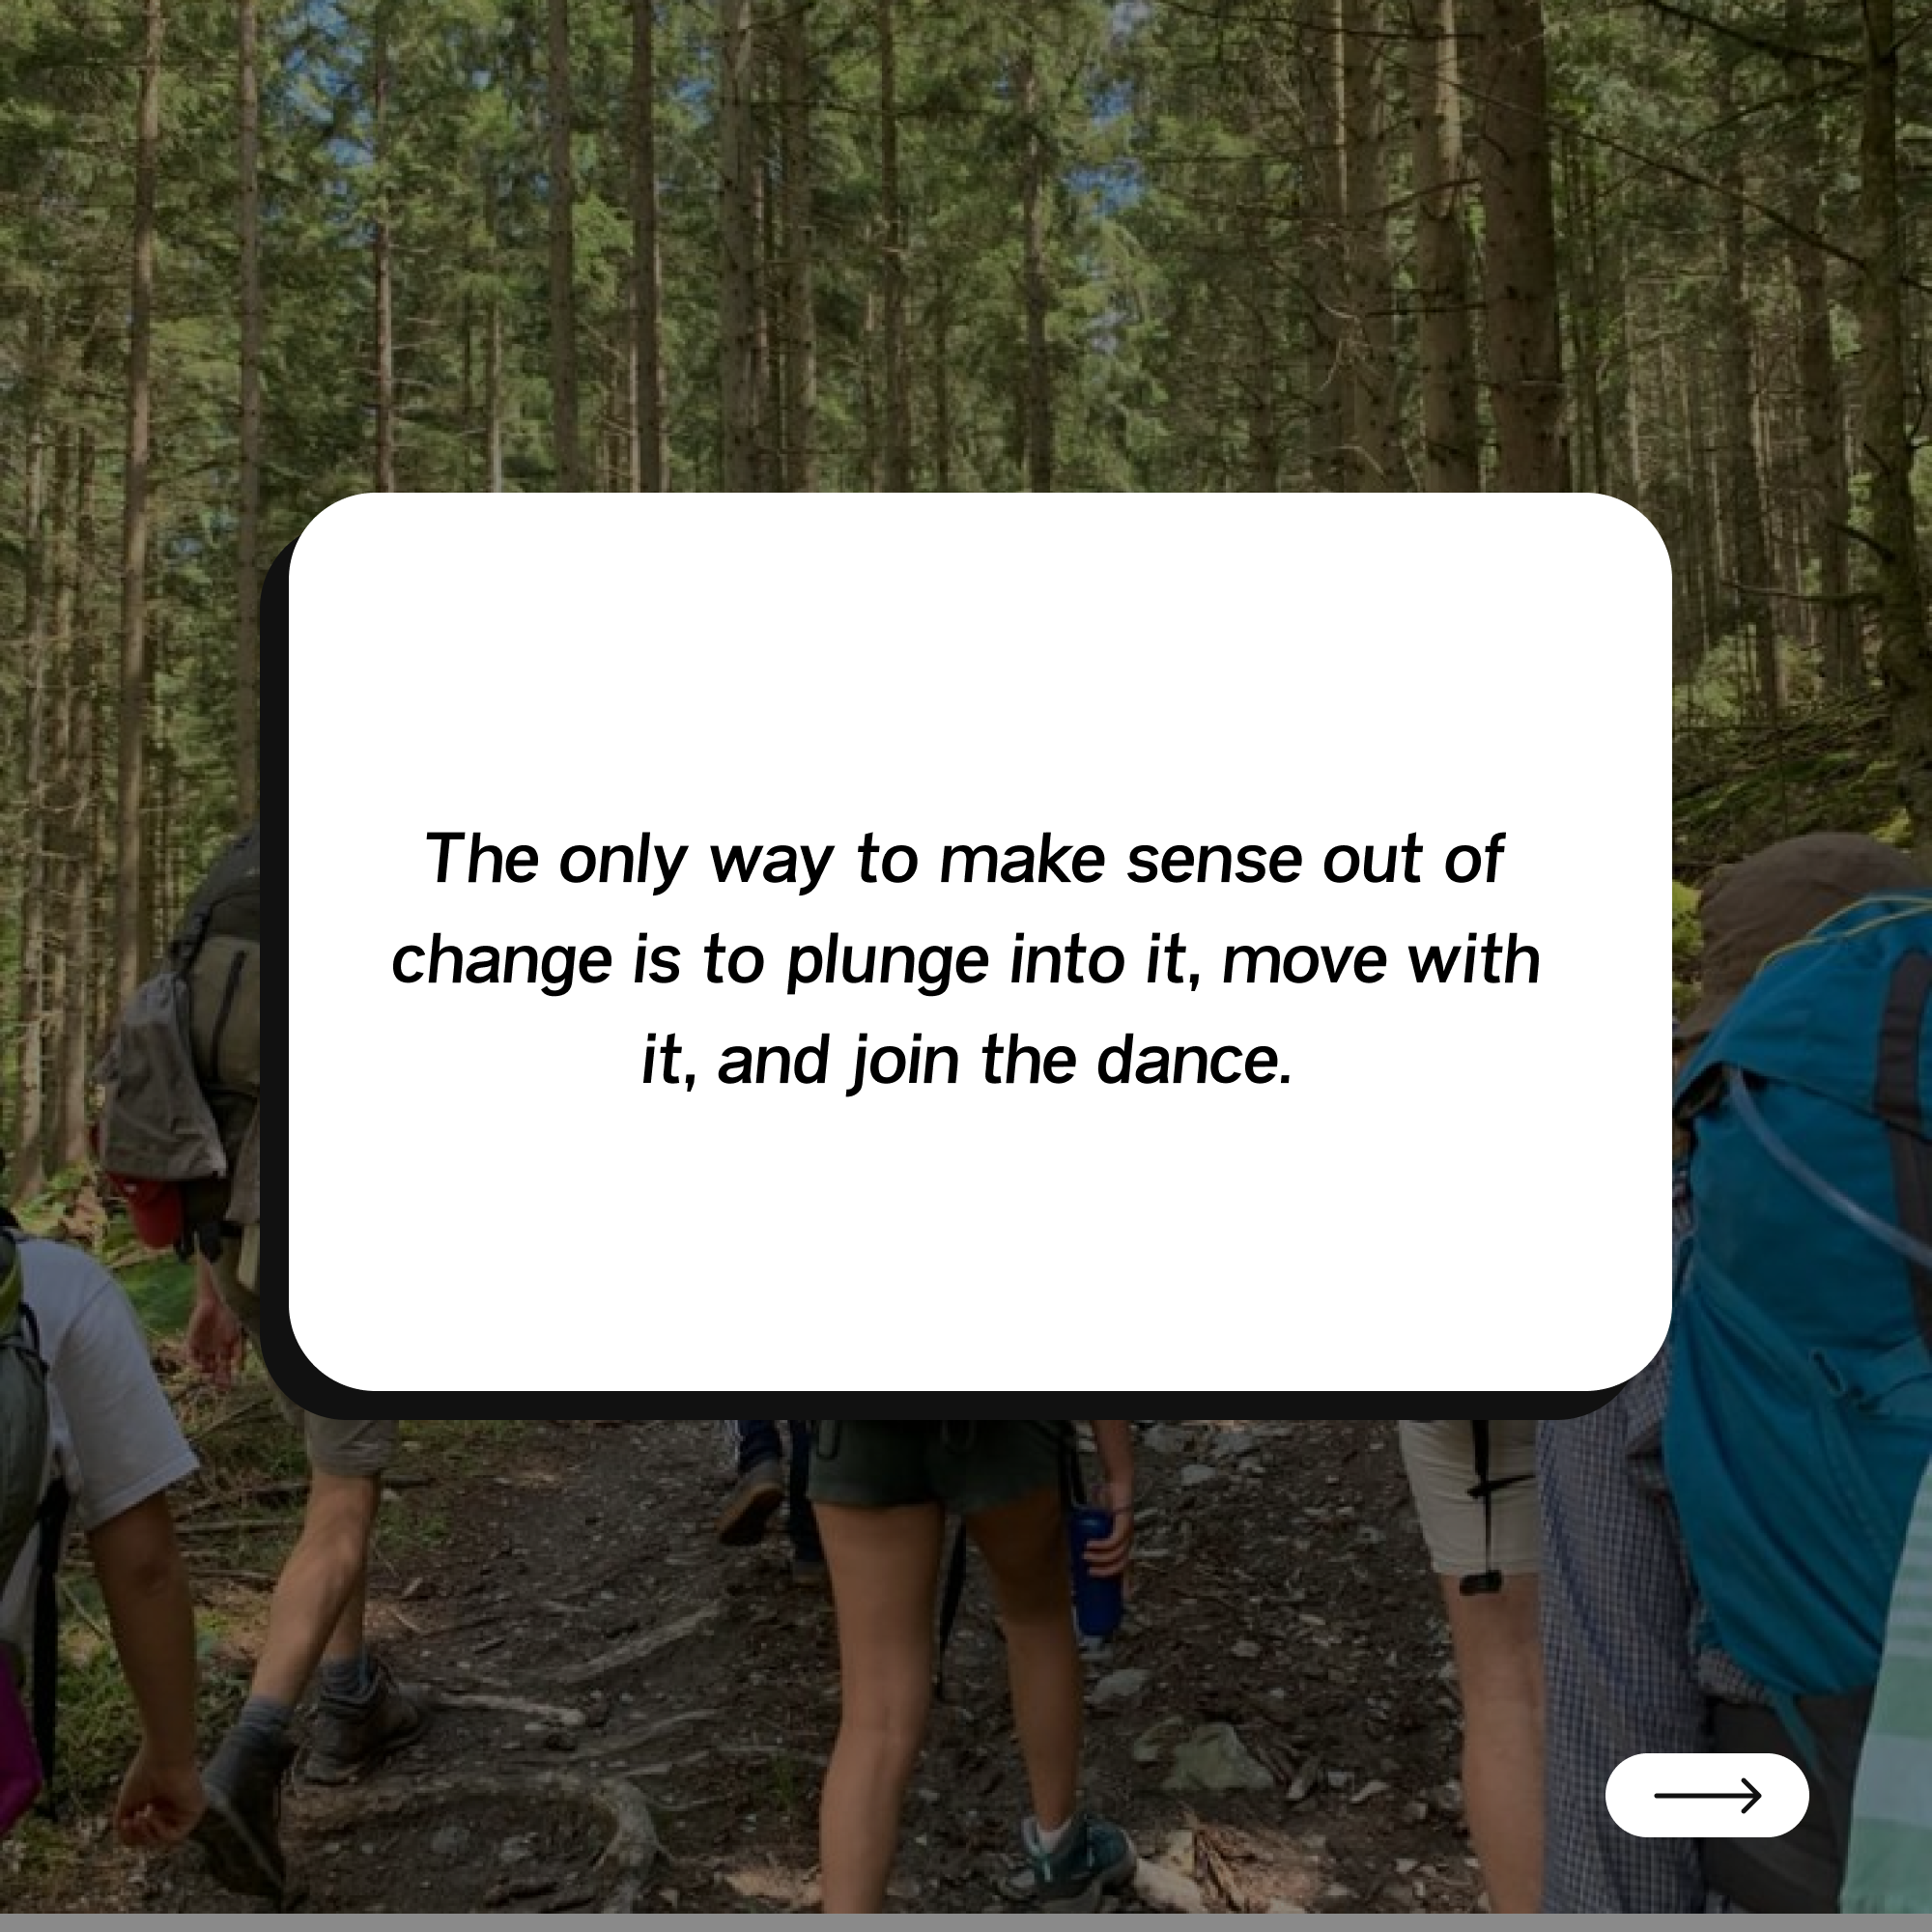 The only way to make sense out of
change is to plunge into it, move with
it, and join the dance.